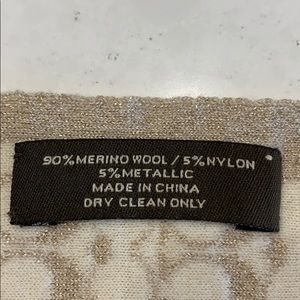 90% MERINO WOOL / 5% NYLON
5% METALLIC
MADE IN CHINA
DRY CLEAN ONLY